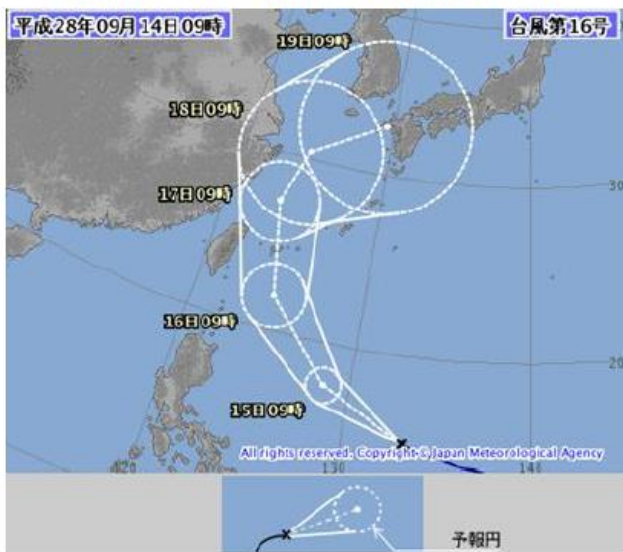 平成28年09月14日09時
台風第16号
19日09時
18日09時
17日09時
30
16日09時
20
15日09時
All rights reserved. Copyright © Japan Meteorological Agency
120
130
140
予報円